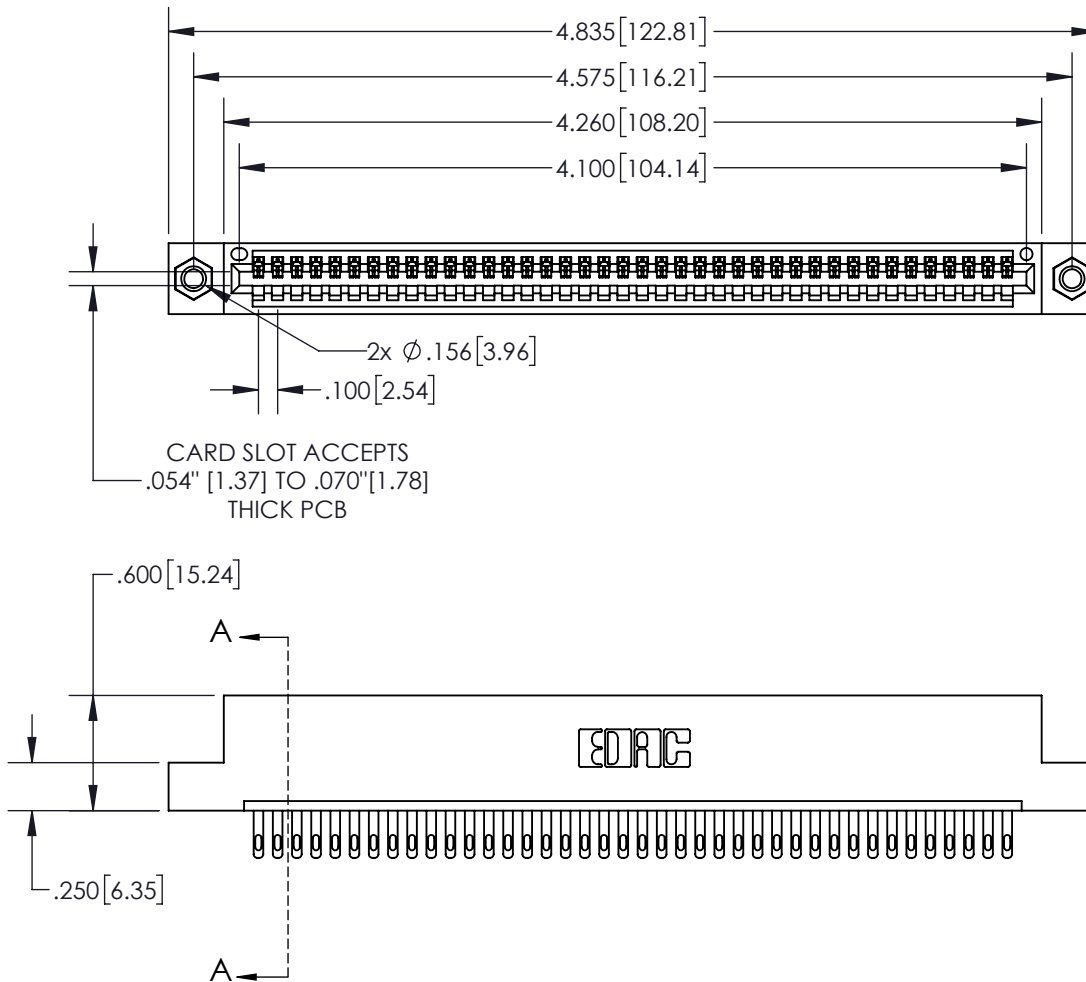 4.835[122.81]
4.575[116.21]
4.260[108.20]
4.100[104.14]
2x Ø .156[3.96]
.100[2.54]
CARD SLOT ACCEPTS
.054" [1.37] TO .070"[1.78]
THICK PCB
.600[15.24]
A
EDAC
.250[6.35]
A